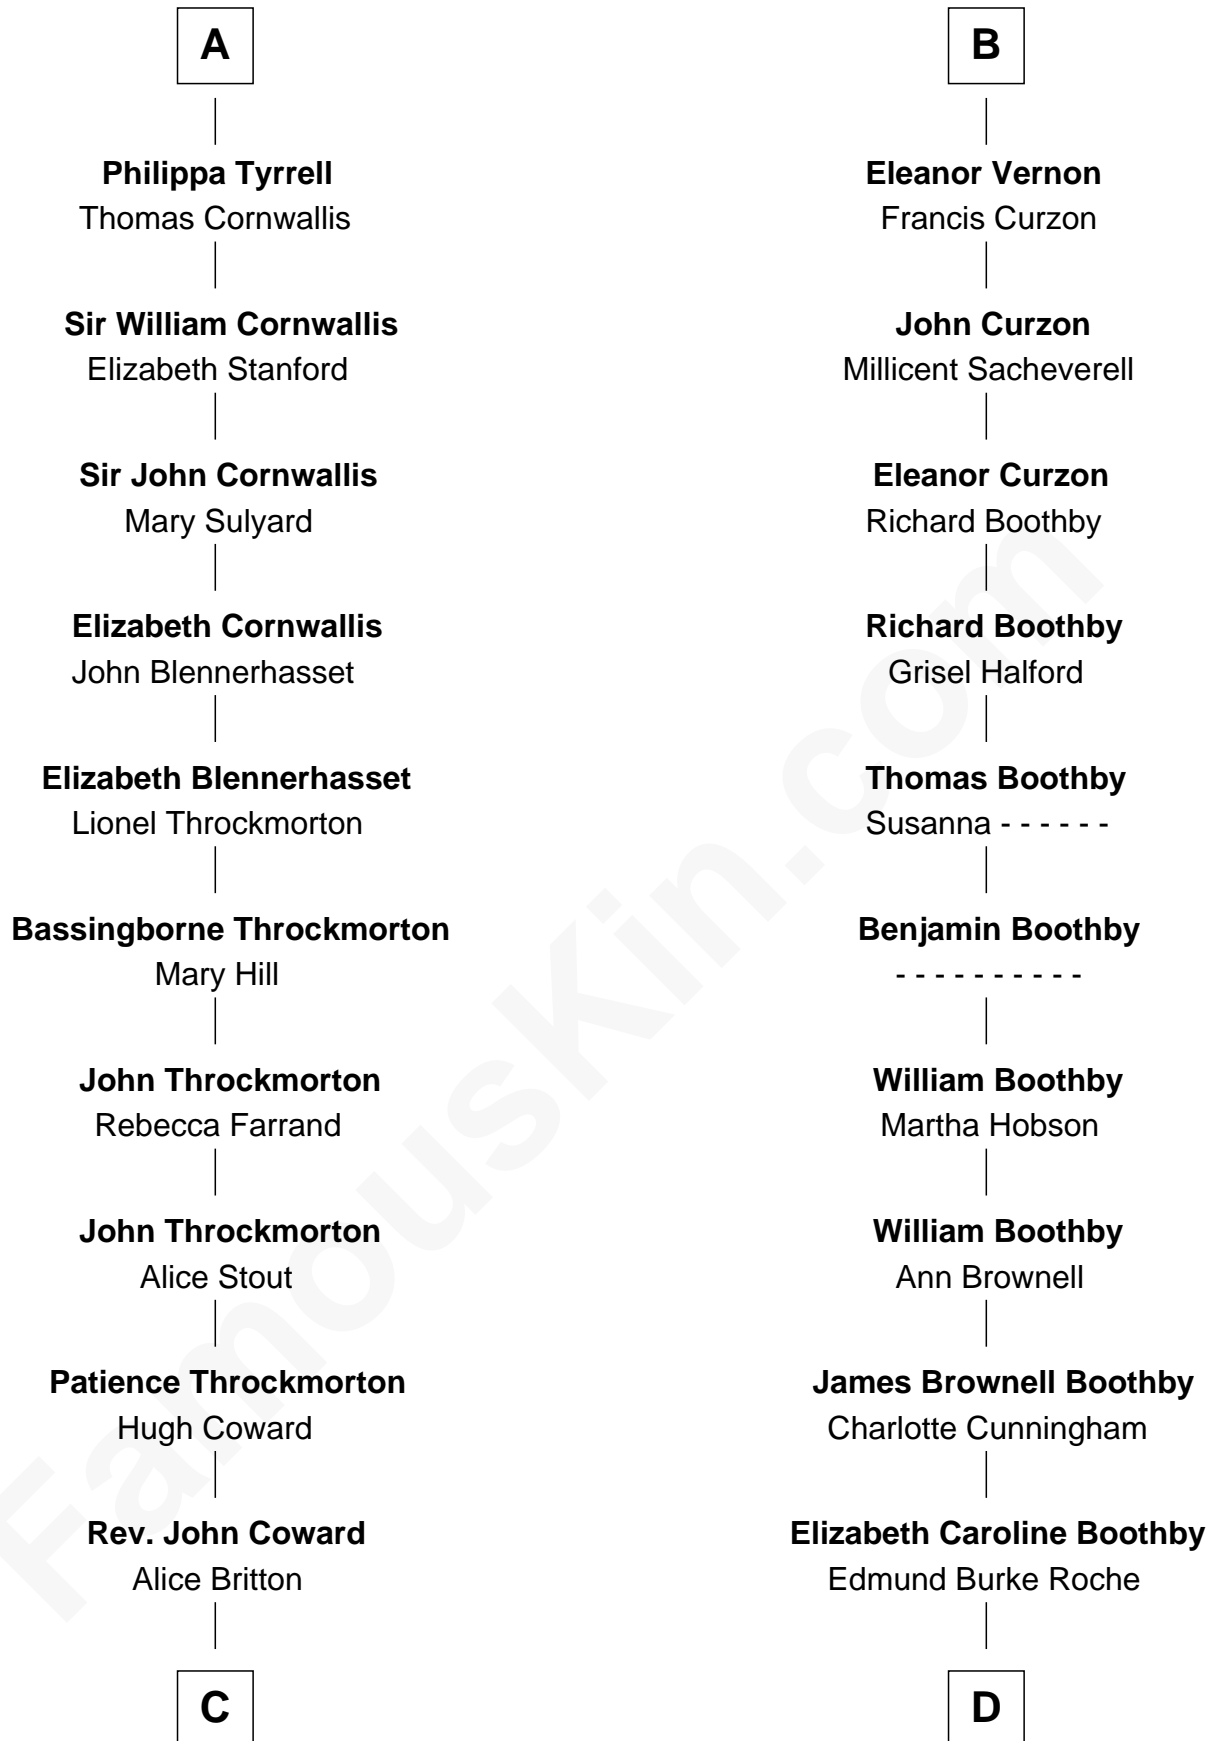 A
Philippa Tyrrell
Thomas Cornwallis
Sir William Cornwallis
Elizabeth Stanford
Sir John Cornwallis
Mary Sulyard
Elizabeth Cornwallis
John Blennerhasset
Elizabeth Blennerhasset
Lionel Throckmorton
Bassingborne Throckmorton
Mary Hill
John Throckmorton
Rebecca Farrand
John Throckmorton
Alice Stout
Patience Throckmorton
Hugh Coward
Rev. John Coward
Alice Britton
C
B
Eleanor Vernon
Francis Curzon
John Curzon
Millicent Sacheverell
Eleanor Curzon
Richard Boothby
Richard Boothby
Grisel Halford
Thomas Boothby
Susanna - - - - - -
Benjamin Boothby
- - - - - - - - - -
William Boothby
Martha Hobson
William Boothby
Ann Brownell
James Brownell Boothby
Charlotte Cunningham
Elizabeth Caroline Boothby
Edmund Burke Roche
D
FamousKin.com